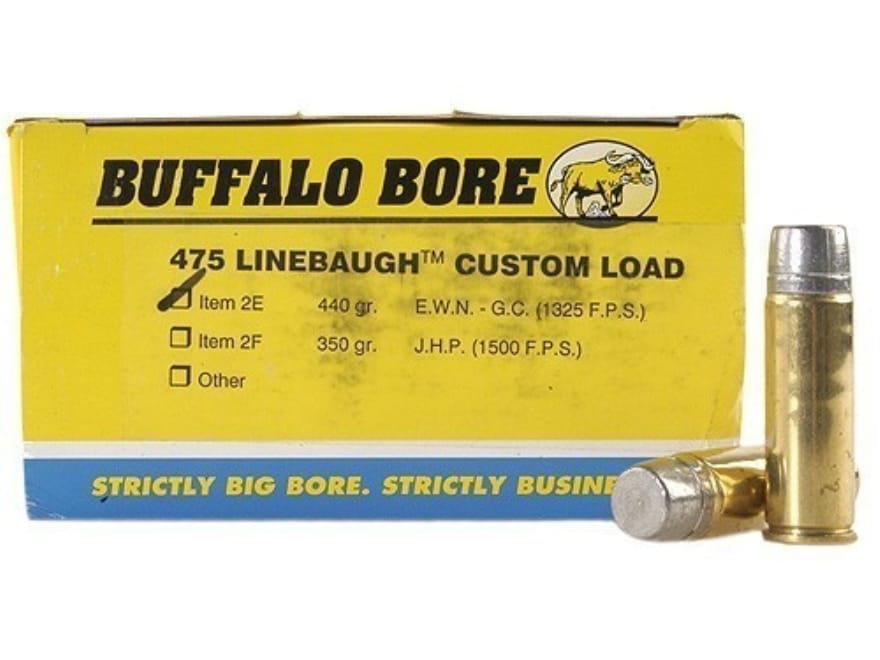 BUFFALO BORE
475 LINEBAUGH™ CUSTOM LOAD
Item 2E 440 gr. E.W.N. - G.C. (1325 F.P.S.)
Item 2F 350 gr. J.H.P. (1500 F.P.S.)
Other
STRICTLY BIG BORE. STRICTLY BUSINE